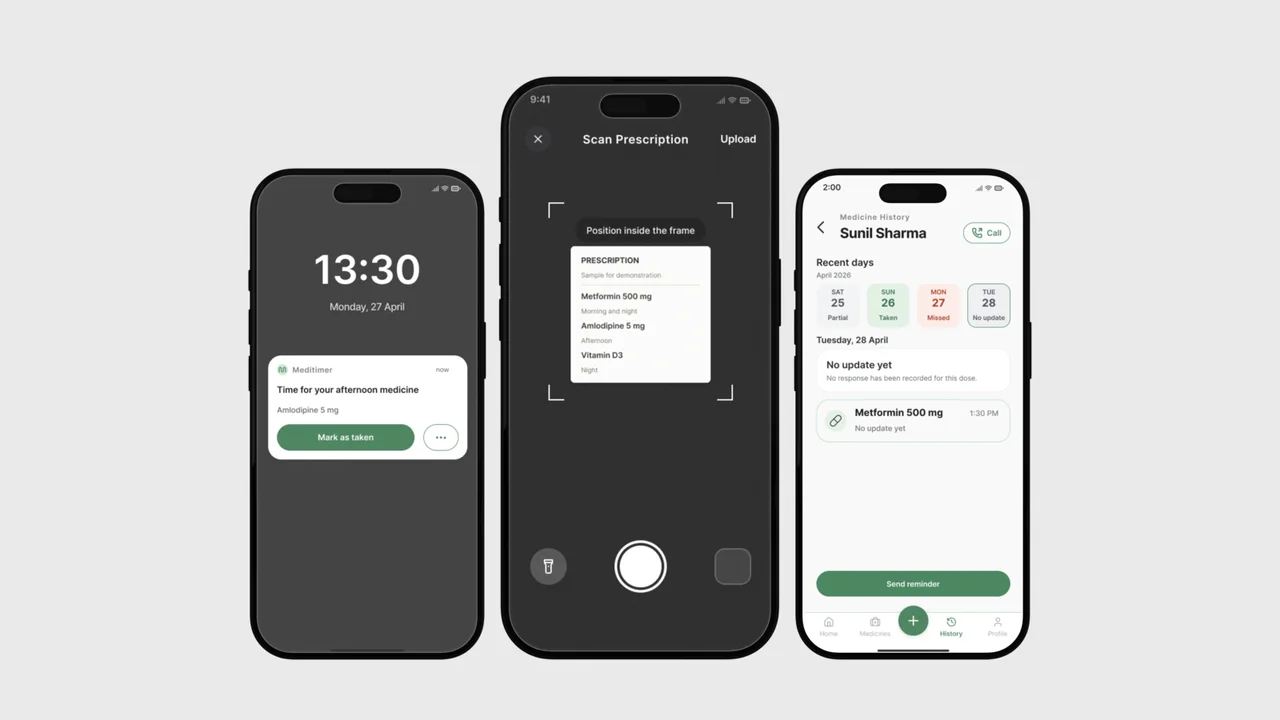 13:30
Monday, 27 April
Meditimer
now
Time for your afternoon medicine
Amlodipine 5 mg
Mark as taken
9:41
Scan Prescription
Upload
Position inside the frame
PRESCRIPTION
Sample for demonstration
Metformin 500 mg
Morning and night
Amlodipine 5 mg
Afternoon
Vitamin D3
Night
2:00
Medicine History
Sunil Sharma
Call
Recent days
April 2026
SAT SUN MON TUE
25 26 27 28
Partial Taken Missed No update
Tuesday, 28 April
No update yet
No response has been recorded for this dose.
Metformin 500 mg 1:30 PM
No update yet
Send reminder
Home Medicines History Profile